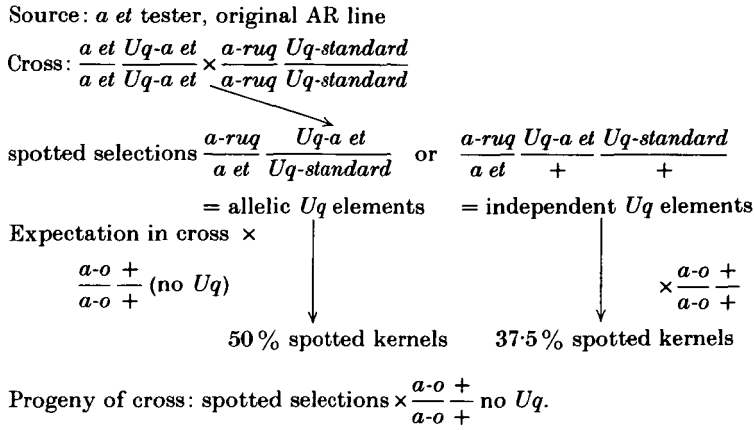 Source: a et tester, original AR line
Cross: a et/a et Uq-a et/Uq-a et × a-ruq/a-ruq Uq-standard/Uq-standard
spotted selections a-ruq/a et Uq-a et/Uq-standard or a-ruq/a et Uq-a et/+ Uq-standard/+
= allelic Uq elements = independent Uq elements
Expectation in cross ×
a-o/a-o +/+ (no Uq) × a-o/a-o +/+
50% spotted kernels 37·5% spotted kernels
Progeny of cross: spotted selections × a-o/a-o +/+ no Uq.